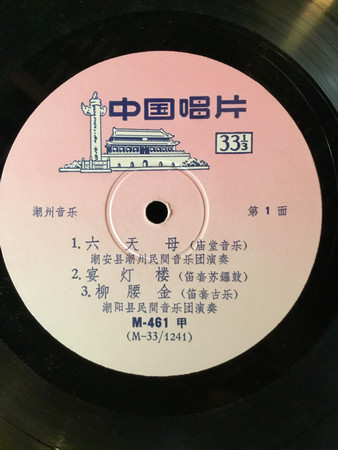 中国唱片
33⅓
潮州音乐
第1面
1.六天母(庙堂音乐)
潮安县潮州民間音乐团演奏
2.宴灯楼(笛套苏鑼鼓)
3.柳腰金(笛套古乐)
潮阳县民間音乐团演奏
M-461 甲
(M-33/1241)